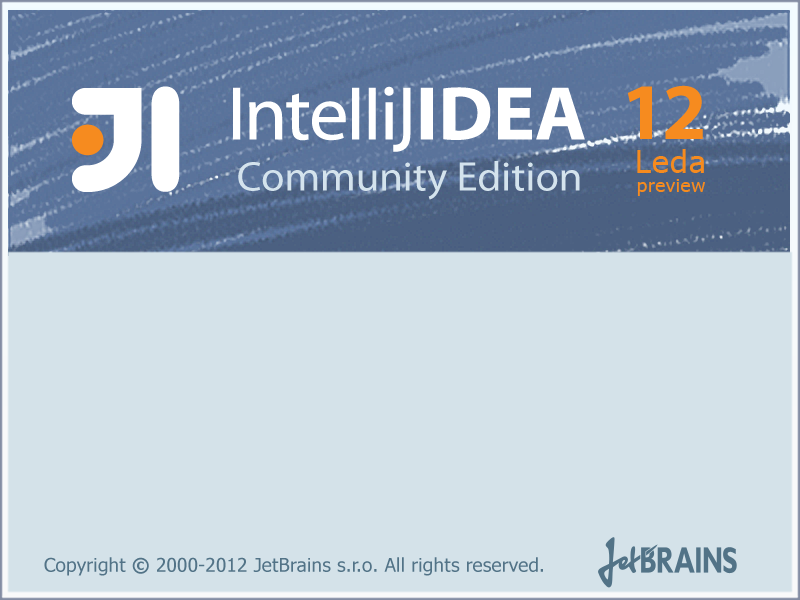 IntelliJIDEA 12
Community Edition
Leda
preview
Copyright © 2000-2012 JetBrains s.r.o. All rights reserved.
JetBRAINS